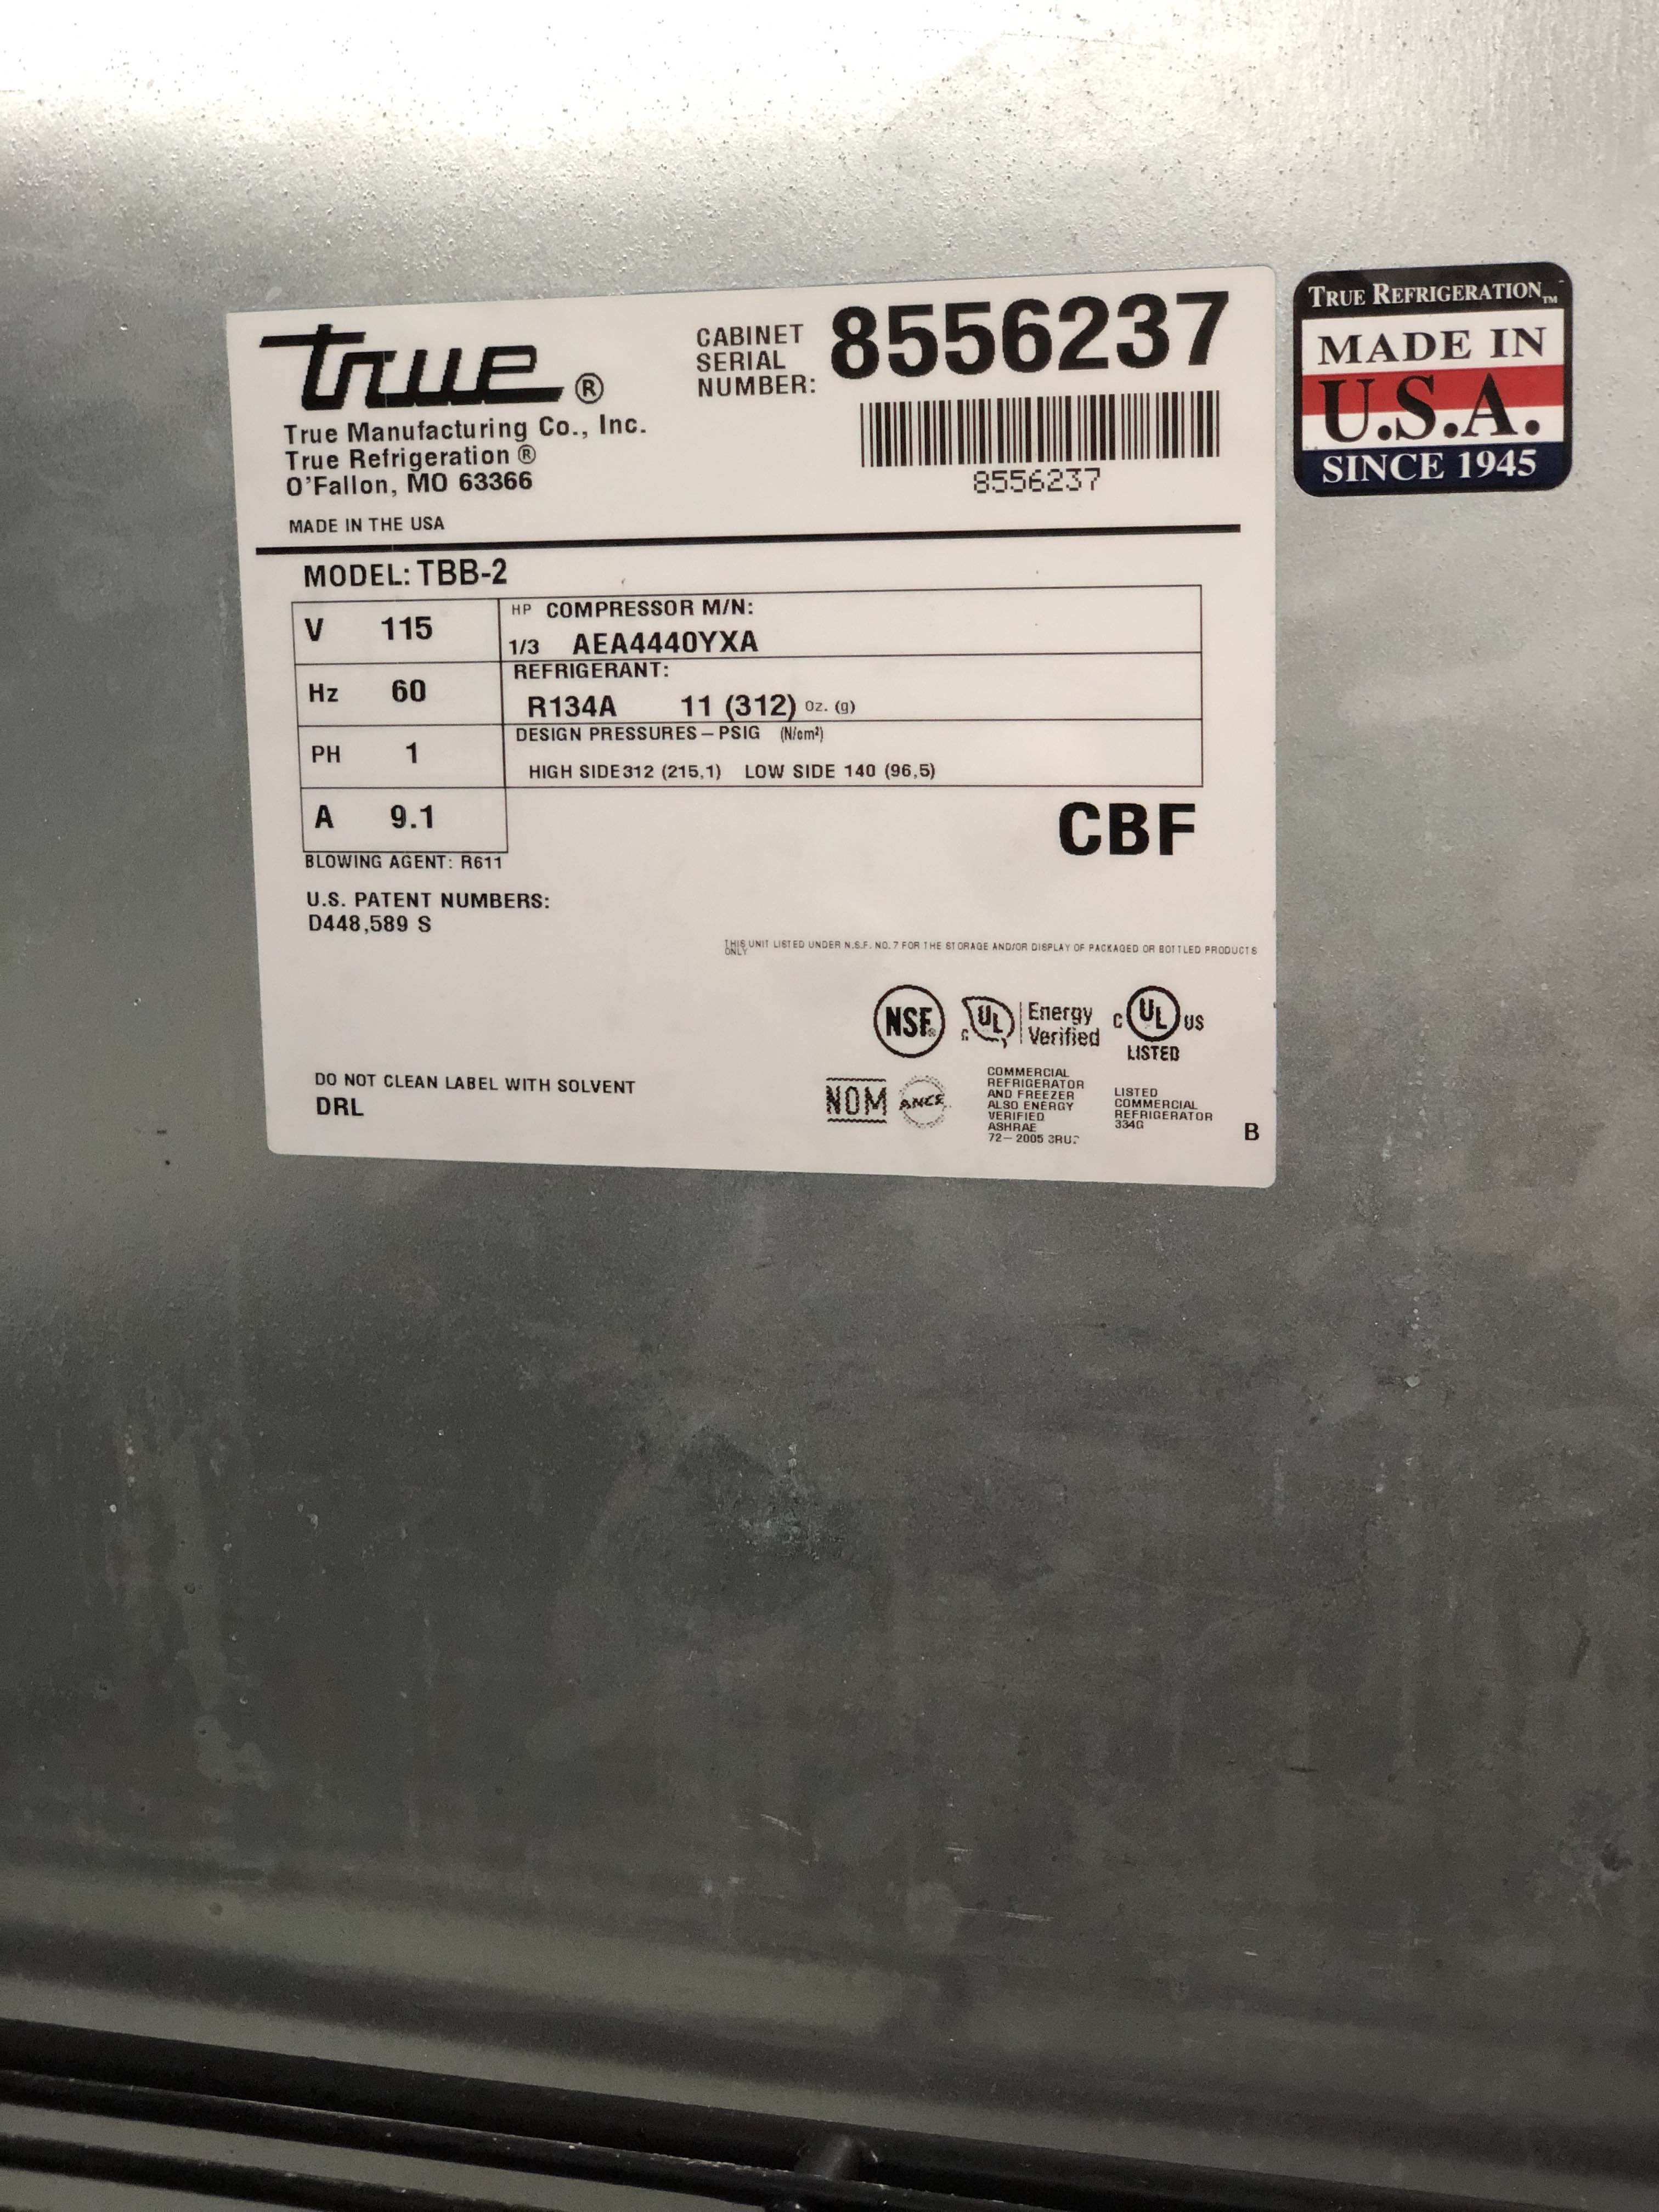 true®
True Manufacturing Co., Inc.
True Refrigeration ®
O'Fallon, MO 63366
MADE IN THE USA
CABINET
SERIAL
NUMBER:
8556237
8556237
TRUE REFRIGERATION™
MADE IN
U.S.A.
SINCE 1945
MODEL: TBB-2
V 115
HP COMPRESSOR M/N:
1/3 AEA4440YXA
Hz 60
REFRIGERANT:
R134A 11 (312) Oz. (g)
PH 1
DESIGN PRESSURES – PSIG (N/cm²)
HIGH SIDE 312 (215,1) LOW SIDE 140 (96,5)
A 9.1
CBF
BLOWING AGENT: R611
U.S. PATENT NUMBERS:
D448,589 S
THIS UNIT LISTED UNDER N.S.F. NO. 7 FOR THE STORAGE AND/OR DISPLAY OF PACKAGED OR BOTTLED PRODUCTS
ONLY
NSF®
c UL
Energy
Verified
c UL US
LISTED
DO NOT CLEAN LABEL WITH SOLVENT
DRL
NOM
ANCE
COMMERCIAL
REFRIGERATOR
AND FREEZER
ALSO ENERGY
VERIFIED
ASHRAE
72–2005
LISTED
COMMERCIAL
REFRIGERATOR
334G
B